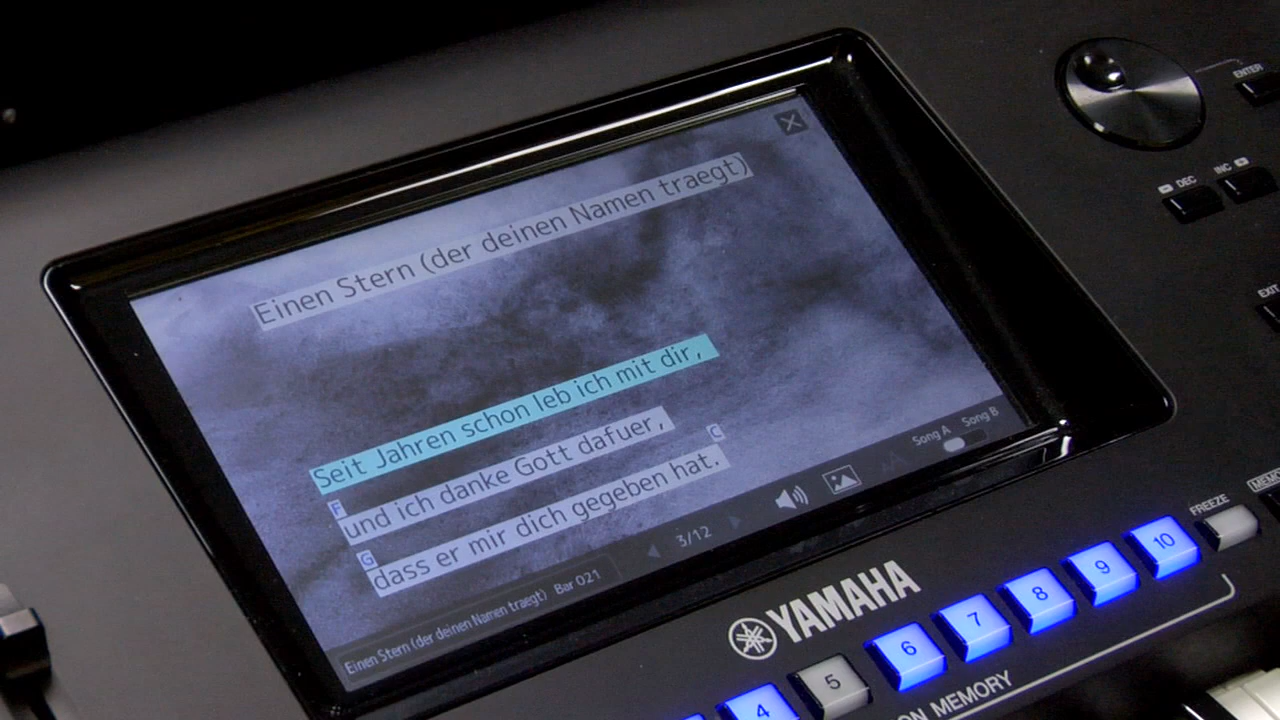 ENTER
DEC
INC
EXIT
Einen Stern (der deinen Namen traegt)
Seit Jahren schon leb ich mit dir,
F
und ich danke Gott dafuer,
G C
dass er mir dich gegeben hat.
Song A Song B
3/12
Einen Stern (der deinen Namen traegt) Bar 021
FREEZE
YAMAHA
4 5 6 7 8 9 10
MEMORY